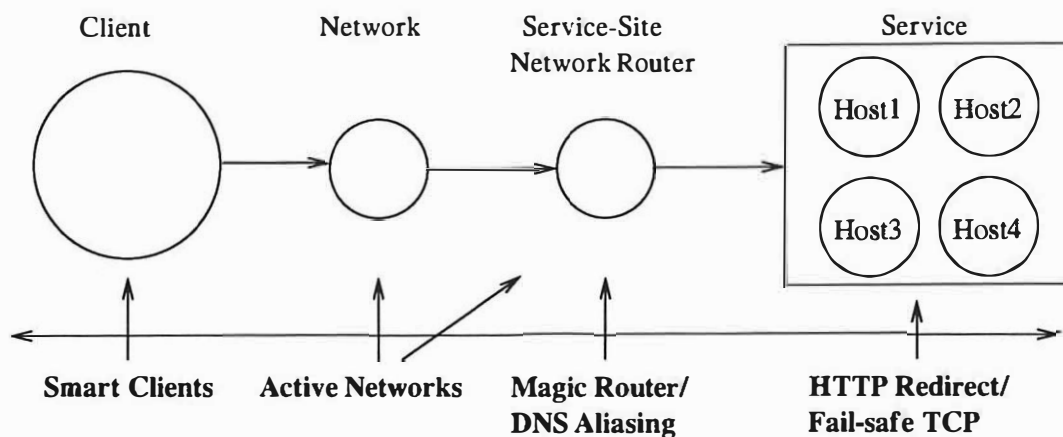 Client
Network
Service-Site
Network Router
Service
Host1
Host2
Host3
Host4
Smart Clients
Active Networks
Magic Router/
DNS Aliasing
HTTP Redirect/
Fail-safe TCP